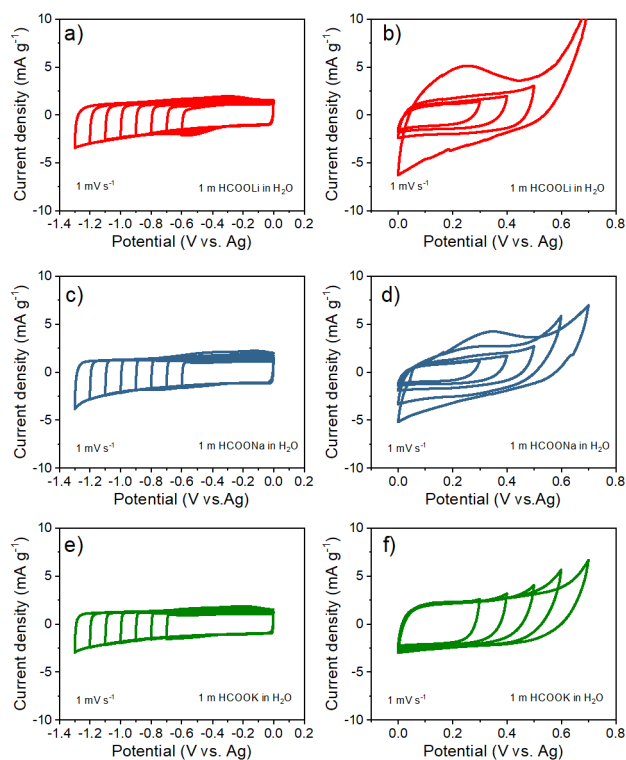 a)
10
5
0
-5
-10
Current density (mA g⁻¹)
1 mV s⁻¹
1 m HCOOLi in H₂O
-1.4 -1.2 -1.0 -0.8 -0.6 -0.4 -0.2 0.0 0.2
Potential (V vs. Ag)
b)
10
5
0
-5
-10
Current density (mA g⁻¹)
1 mV s⁻¹
1 m HCOOLi in H₂O
0.0 0.2 0.4 0.6 0.8
Potential (V vs. Ag)
c)
10
5
0
-5
-10
Current density (mA g⁻¹)
1 mV s⁻¹
1 m HCOONa in H₂O
-1.4 -1.2 -1.0 -0.8 -0.6 -0.4 -0.2 0.0 0.2
Potential (V vs.Ag)
d)
10
5
0
-5
-10
Current density (mA g⁻¹)
1 mV s⁻¹
1 m HCOONa in H₂O
0.0 0.2 0.4 0.6 0.8
Potential (V vs.Ag)
e)
10
5
0
-5
-10
Current density (mA g⁻¹)
1 mV s⁻¹
1 m HCOOK in H₂O
-1.4 -1.2 -1.0 -0.8 -0.6 -0.4 -0.2 0.0 0.2
Potential (V vs. Ag)
f)
10
5
0
-5
-10
Current density (mA g⁻¹)
1 mV s⁻¹
1 m HCOOK in H₂O
0.0 0.2 0.4 0.6 0.8
Potential (V vs. Ag)